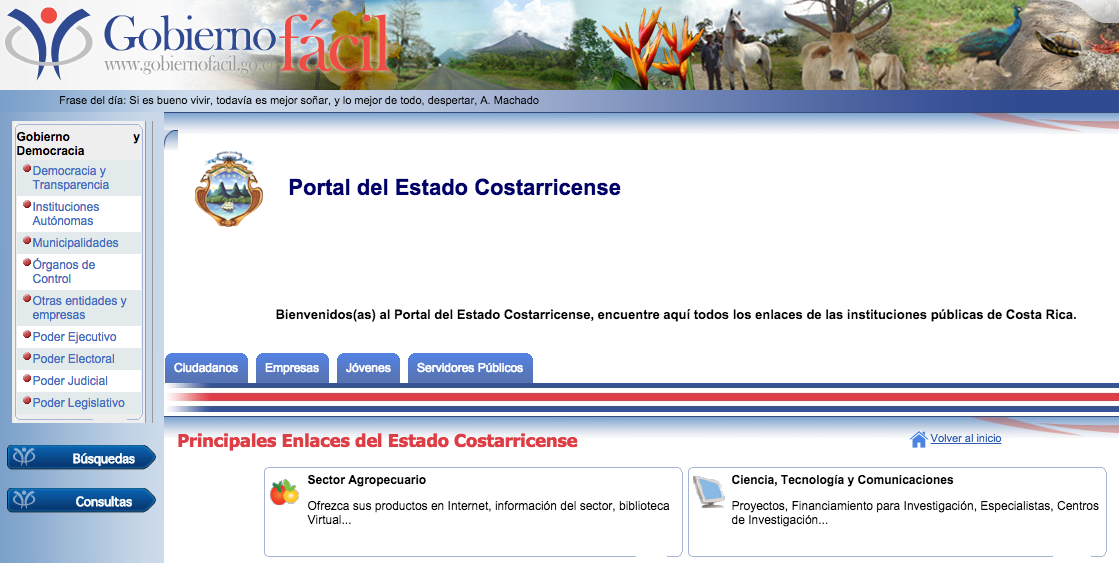 Gobierno fácil
www.gobiernofacil.go.cr
Frase del día: Si es bueno vivir, todavía es mejor soñar, y lo mejor de todo, despertar, A. Machado
Gobierno y
Democracia
Democracia y
Transparencia
Instituciones
Autónomas
Municipalidades
Órganos de
Control
Otras entidades y
empresas
Poder Ejecutivo
Poder Electoral
Poder Judicial
Poder Legislativo
Búsquedas
Consultas
Portal del Estado Costarricense
Bienvenidos(as) al Portal del Estado Costarricense, encuentre aquí todos los enlaces de las instituciones públicas de Costa Rica.
Ciudadanos
Empresas
Jóvenes
Servidores Públicos
Principales Enlaces del Estado Costarricense
Volver al inicio
Sector Agropecuario
Ofrezca sus productos en Internet, información del sector, biblioteca
Virtual...
Ciencia, Tecnología y Comunicaciones
Proyectos, Financiamiento para Investigación, Especialistas, Centros
de Investigación...